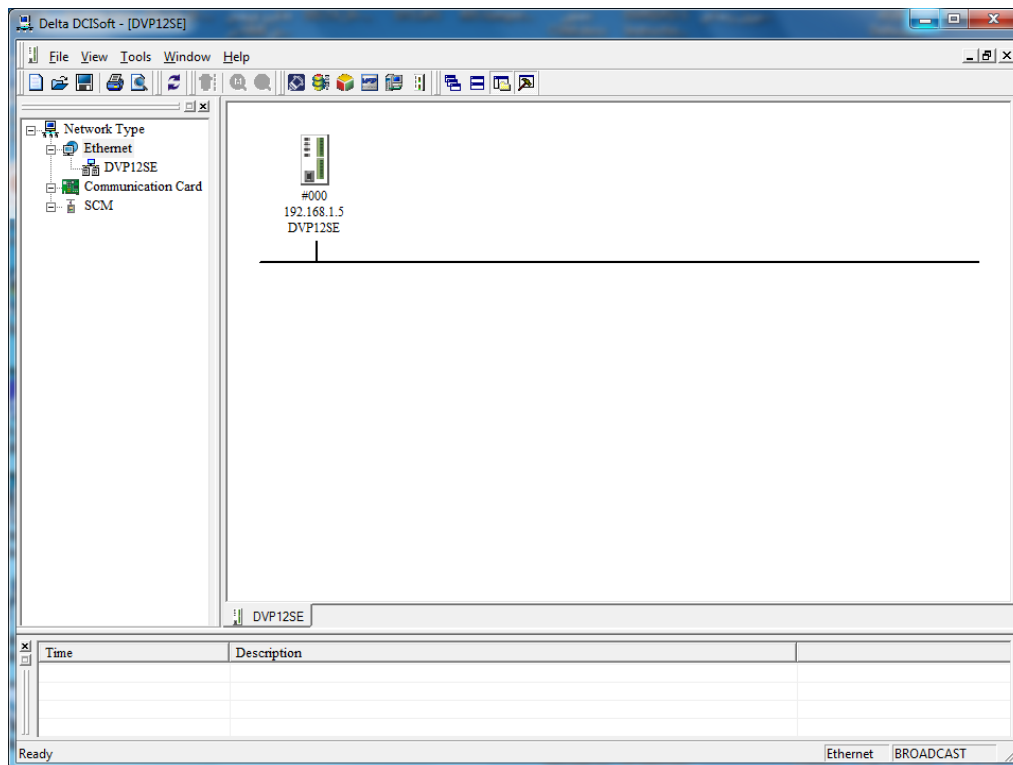 Delta DCISoft - [DVP12SE]
File View Tools Window Help
Network Type
Ethernet
DVP12SE
Communication Card
SCM
#000
192.168.1.5
DVP12SE
DVP12SE
Time Description
Ready Ethernet BROADCAST